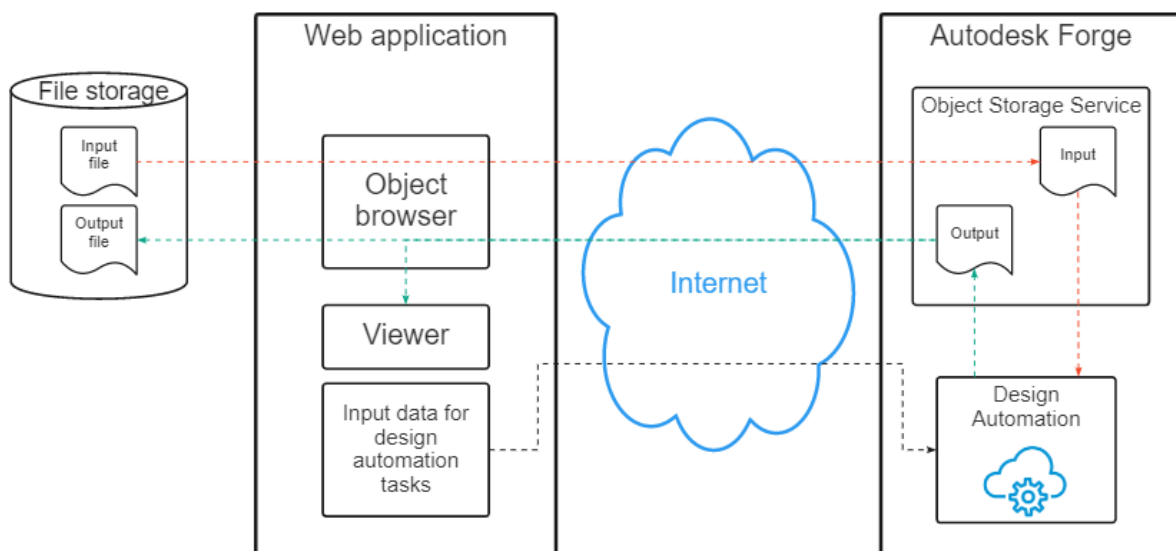 Web application
Autodesk Forge
File storage
Input
file
Output
file
Object
browser
Viewer
Input data for
design
automation
tasks
Internet
Object Storage Service
Input
Output
Design
Automation